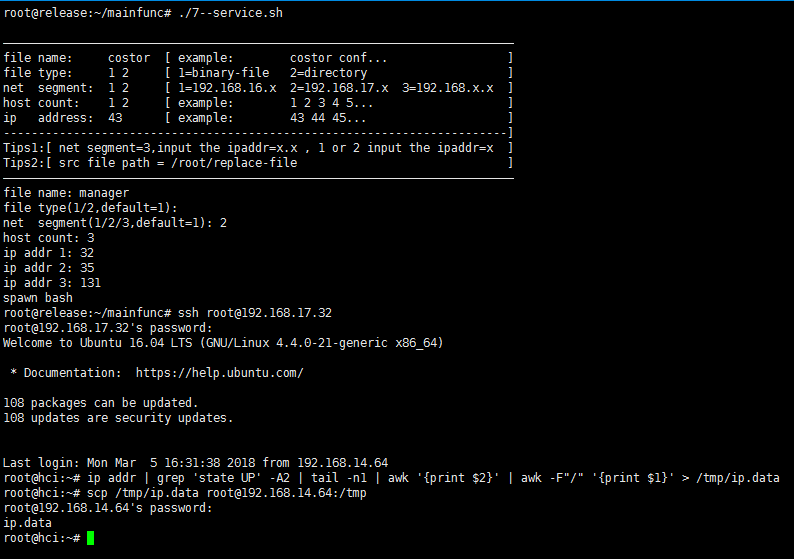 root@release:~/mainfunc# ./7--service.sh
file name:     costor  [ example:        costor conf...                 ]
file type:     1 2     [ 1=binary-file   2=directory                    ]
net  segment:  1 2     [ 1=192.168.16.x  2=192.168.17.x  3=192.168.x.x  ]
host count:    1 2     [ example:        1 2 3 4 5...                   ]
ip   address:  43      [ example:        43 44 45...                    ]
------------------------------------------------------------------------]
Tips1:[ net segment=3,input the ipaddr=x.x , 1 or 2 input the ipaddr=x  ]
Tips2:[ src file path = /root/replace-file                              ]
file name: manager
file type(1/2,default=1):
net  segment(1/2/3,default=1): 2
host count: 3
ip addr 1: 32
ip addr 2: 35
ip addr 3: 131
spawn bash
root@release:~/mainfunc# ssh root@192.168.17.32
root@192.168.17.32's password:
Welcome to Ubuntu 16.04 LTS (GNU/Linux 4.4.0-21-generic x86_64)
 * Documentation:  https://help.ubuntu.com/
108 packages can be updated.
108 updates are security updates.
Last login: Mon Mar  5 16:31:38 2018 from 192.168.14.64
root@hci:~# ip addr | grep 'state UP' -A2 | tail -n1 | awk '{print $2}' | awk -F"/" '{print $1}' > /tmp/ip.data
root@hci:~# scp /tmp/ip.data root@192.168.14.64:/tmp
root@192.168.14.64's password:
ip.data
root@hci:~#